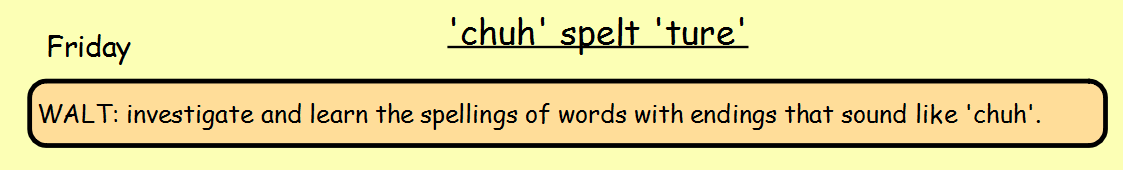 'chuh' spelt 'ture'
Friday
WALT: investigate and learn the spellings of words with endings that sound like 'chuh'.